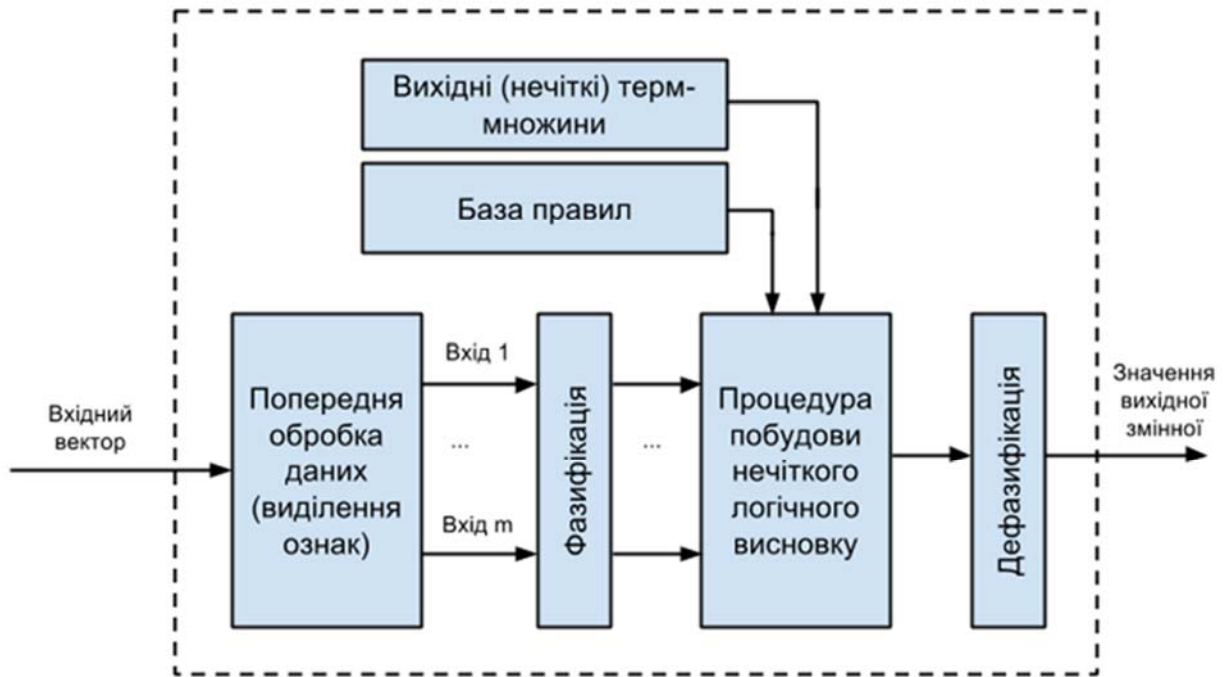 Вихідні (нечіткі) терм-
множини
База правил
Вхідний
вектор
Попередня
обробка
даних
(виділення
ознак)
Вхід 1
...
Вхід m
Фазифікація
...
Процедура
побудови
нечіткого
логічного
висновку
Дефазифікація
Значення
вихідної
змінної